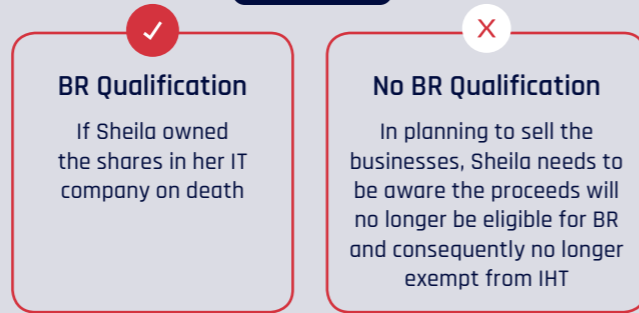 BR Qualification
If Sheila owned
the shares in her IT
company on death
No BR Qualification
In planning to sell the
businesses, Sheila needs to
be aware the proceeds will
no longer be eligible for BR
and consequently no longer
exempt from IHT